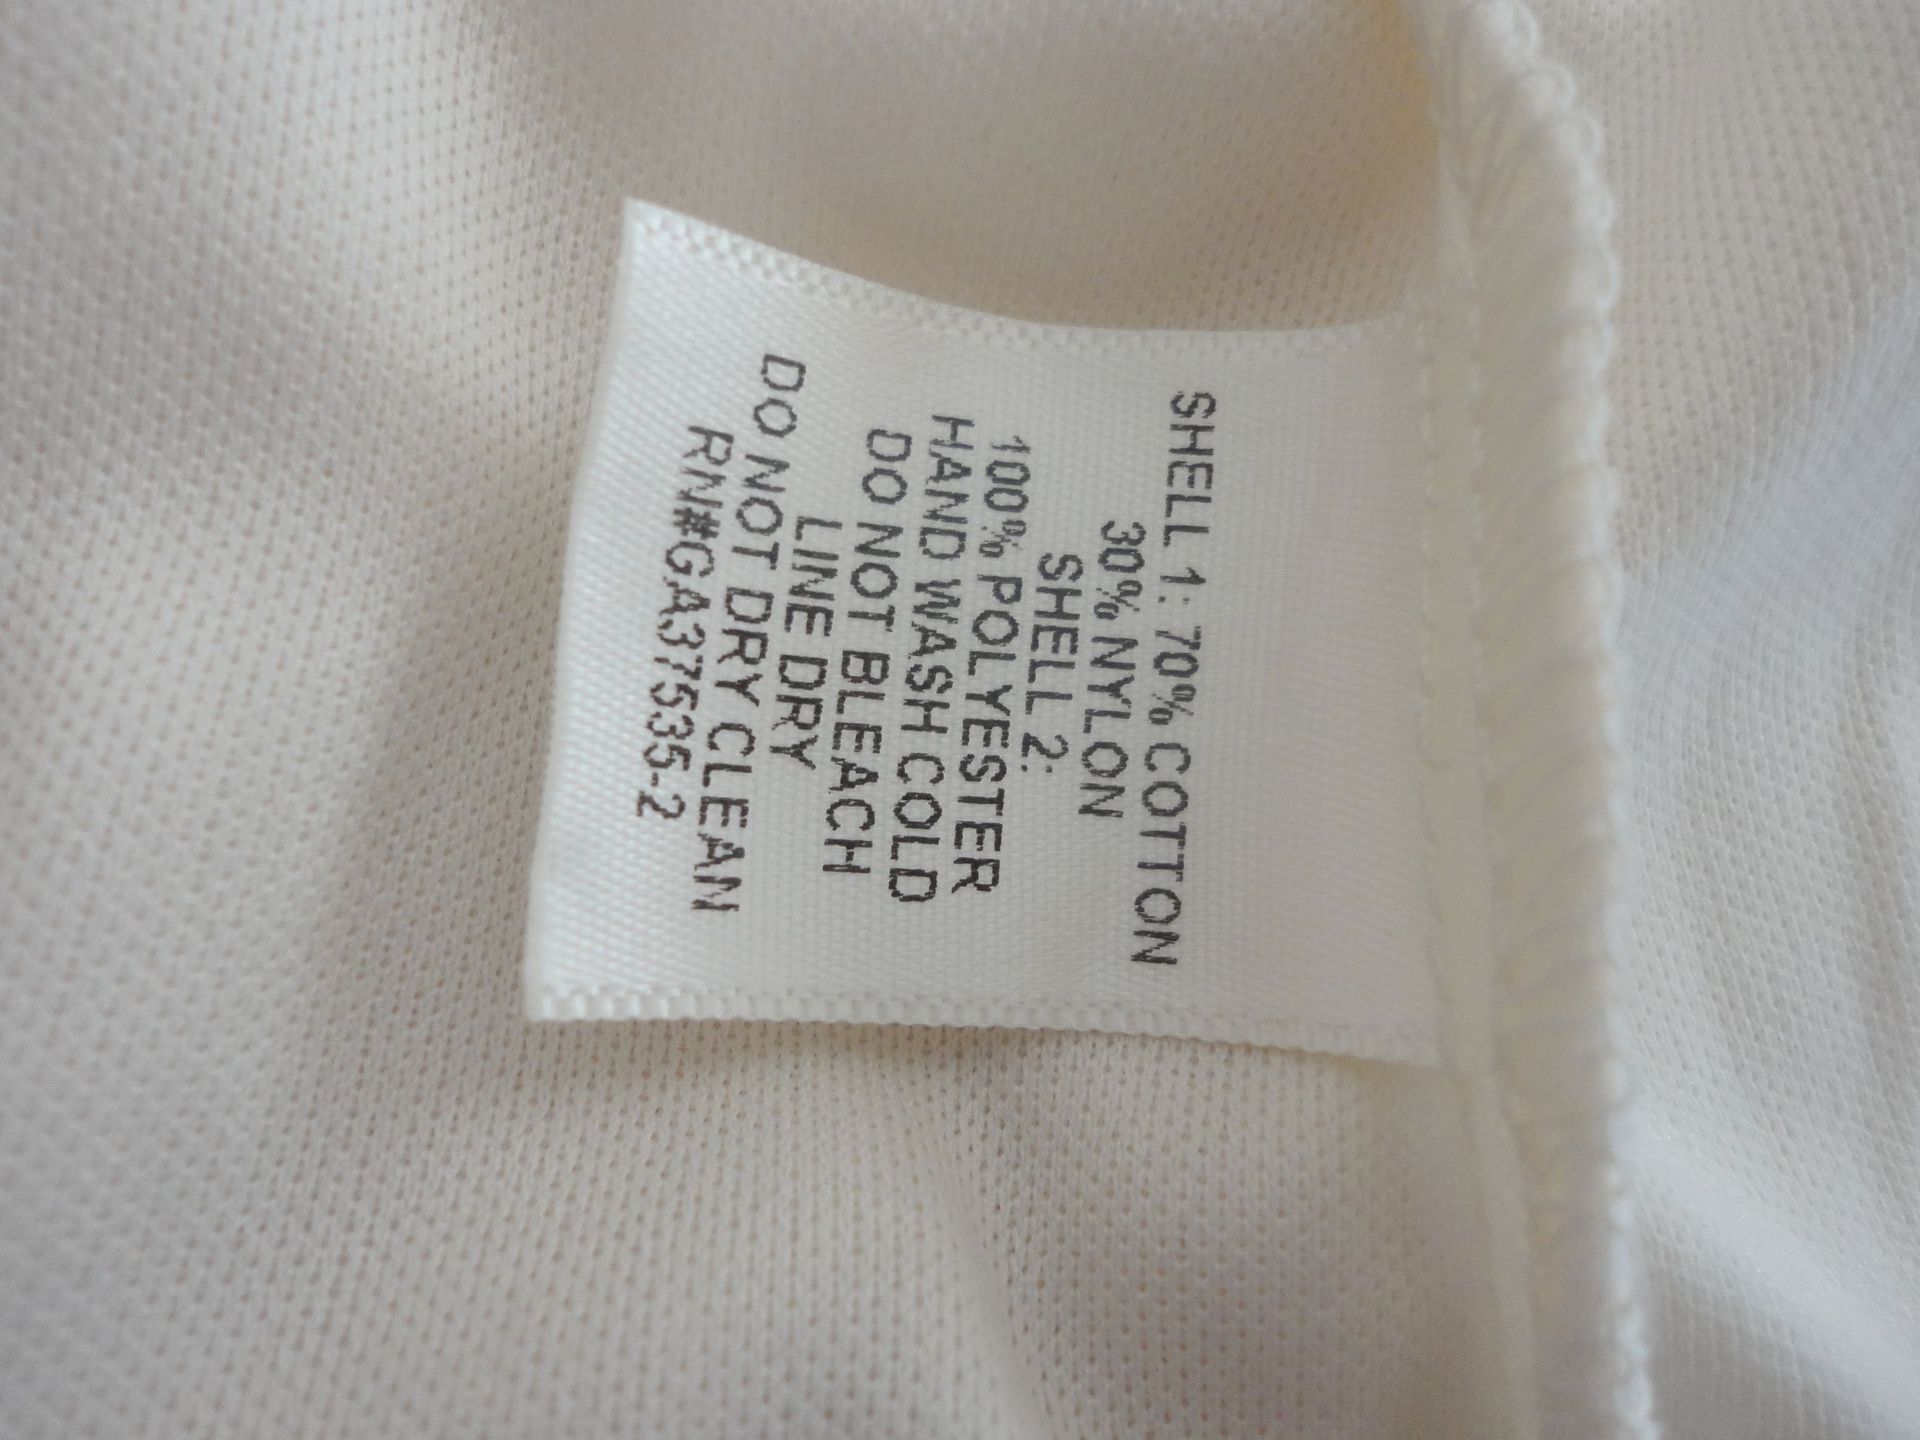 SHELL 1: 70% COTTON
30% NYLON
SHELL 2:
100% POLYESTER
HAND WASH COLD
DO NOT BLEACH
LINE DRY
DO NOT DRY CLEAN
RN#GA37535-2